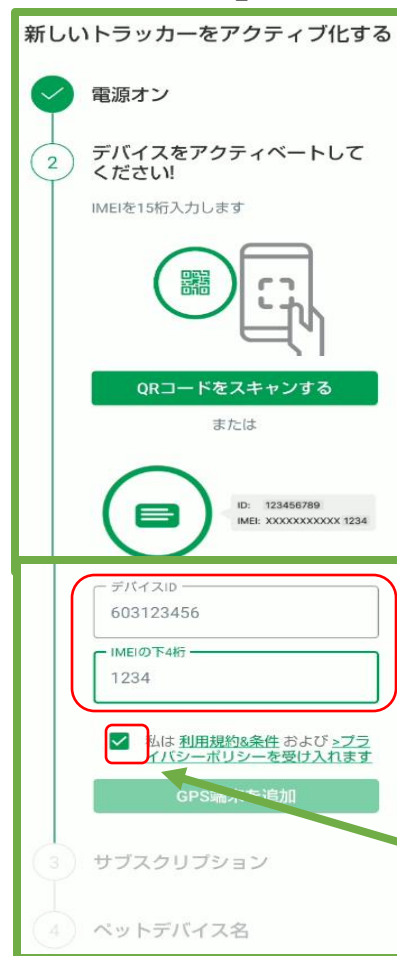 新しいトラッカーをアクティブ化する
電源オン
2
デバイスをアクティベートして
ください!
IMEIを15桁入力します
QRコードをスキャンする
または
ID: 123456789
IMEI: XXXXXXXXXXX 1234
デバイスID
603123456
IMEIの下4桁
1234
私は 利用規約&条件 および >プラ
イバシーポリシーを受け入れます
GPS端末を追加
3
サブスクリプション
4
ペットデバイス名